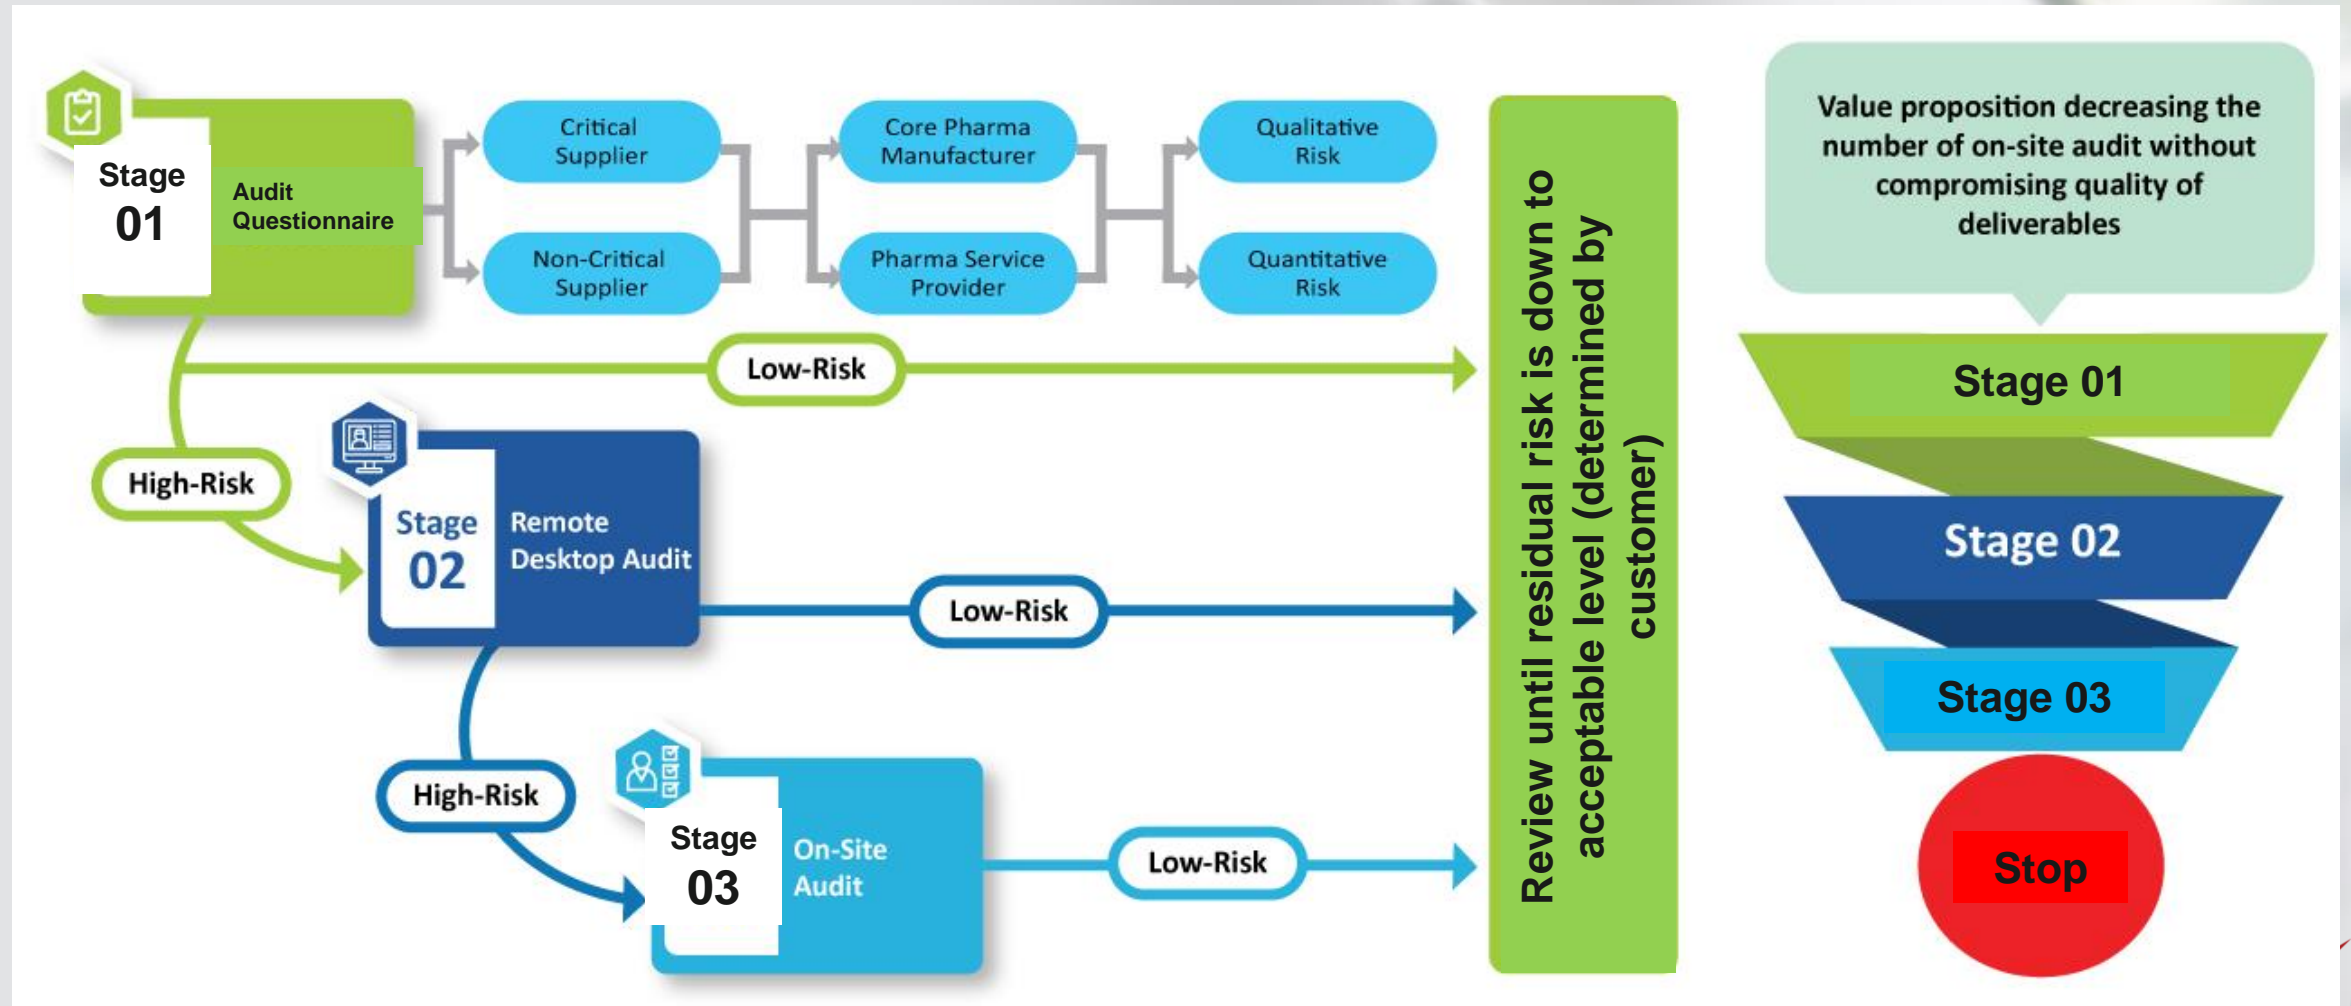 Stage
01
Audit
Questionnaire
Critical
Supplier
Non-Critical
Supplier
Core Pharma
Manufacturer
Pharma Service
Provider
Qualitative
Risk
Quantitative
Risk
Low-Risk
High-Risk
Stage
02
Remote
Desktop Audit
Low-Risk
High-Risk
Stage
03
On-Site
Audit
Low-Risk
Review until residual risk is down to
acceptable level (determined by
customer)
Value proposition decreasing the
number of on-site audit without
compromising quality of
deliverables
Stage 01
Stage 02
Stage 03
Stop